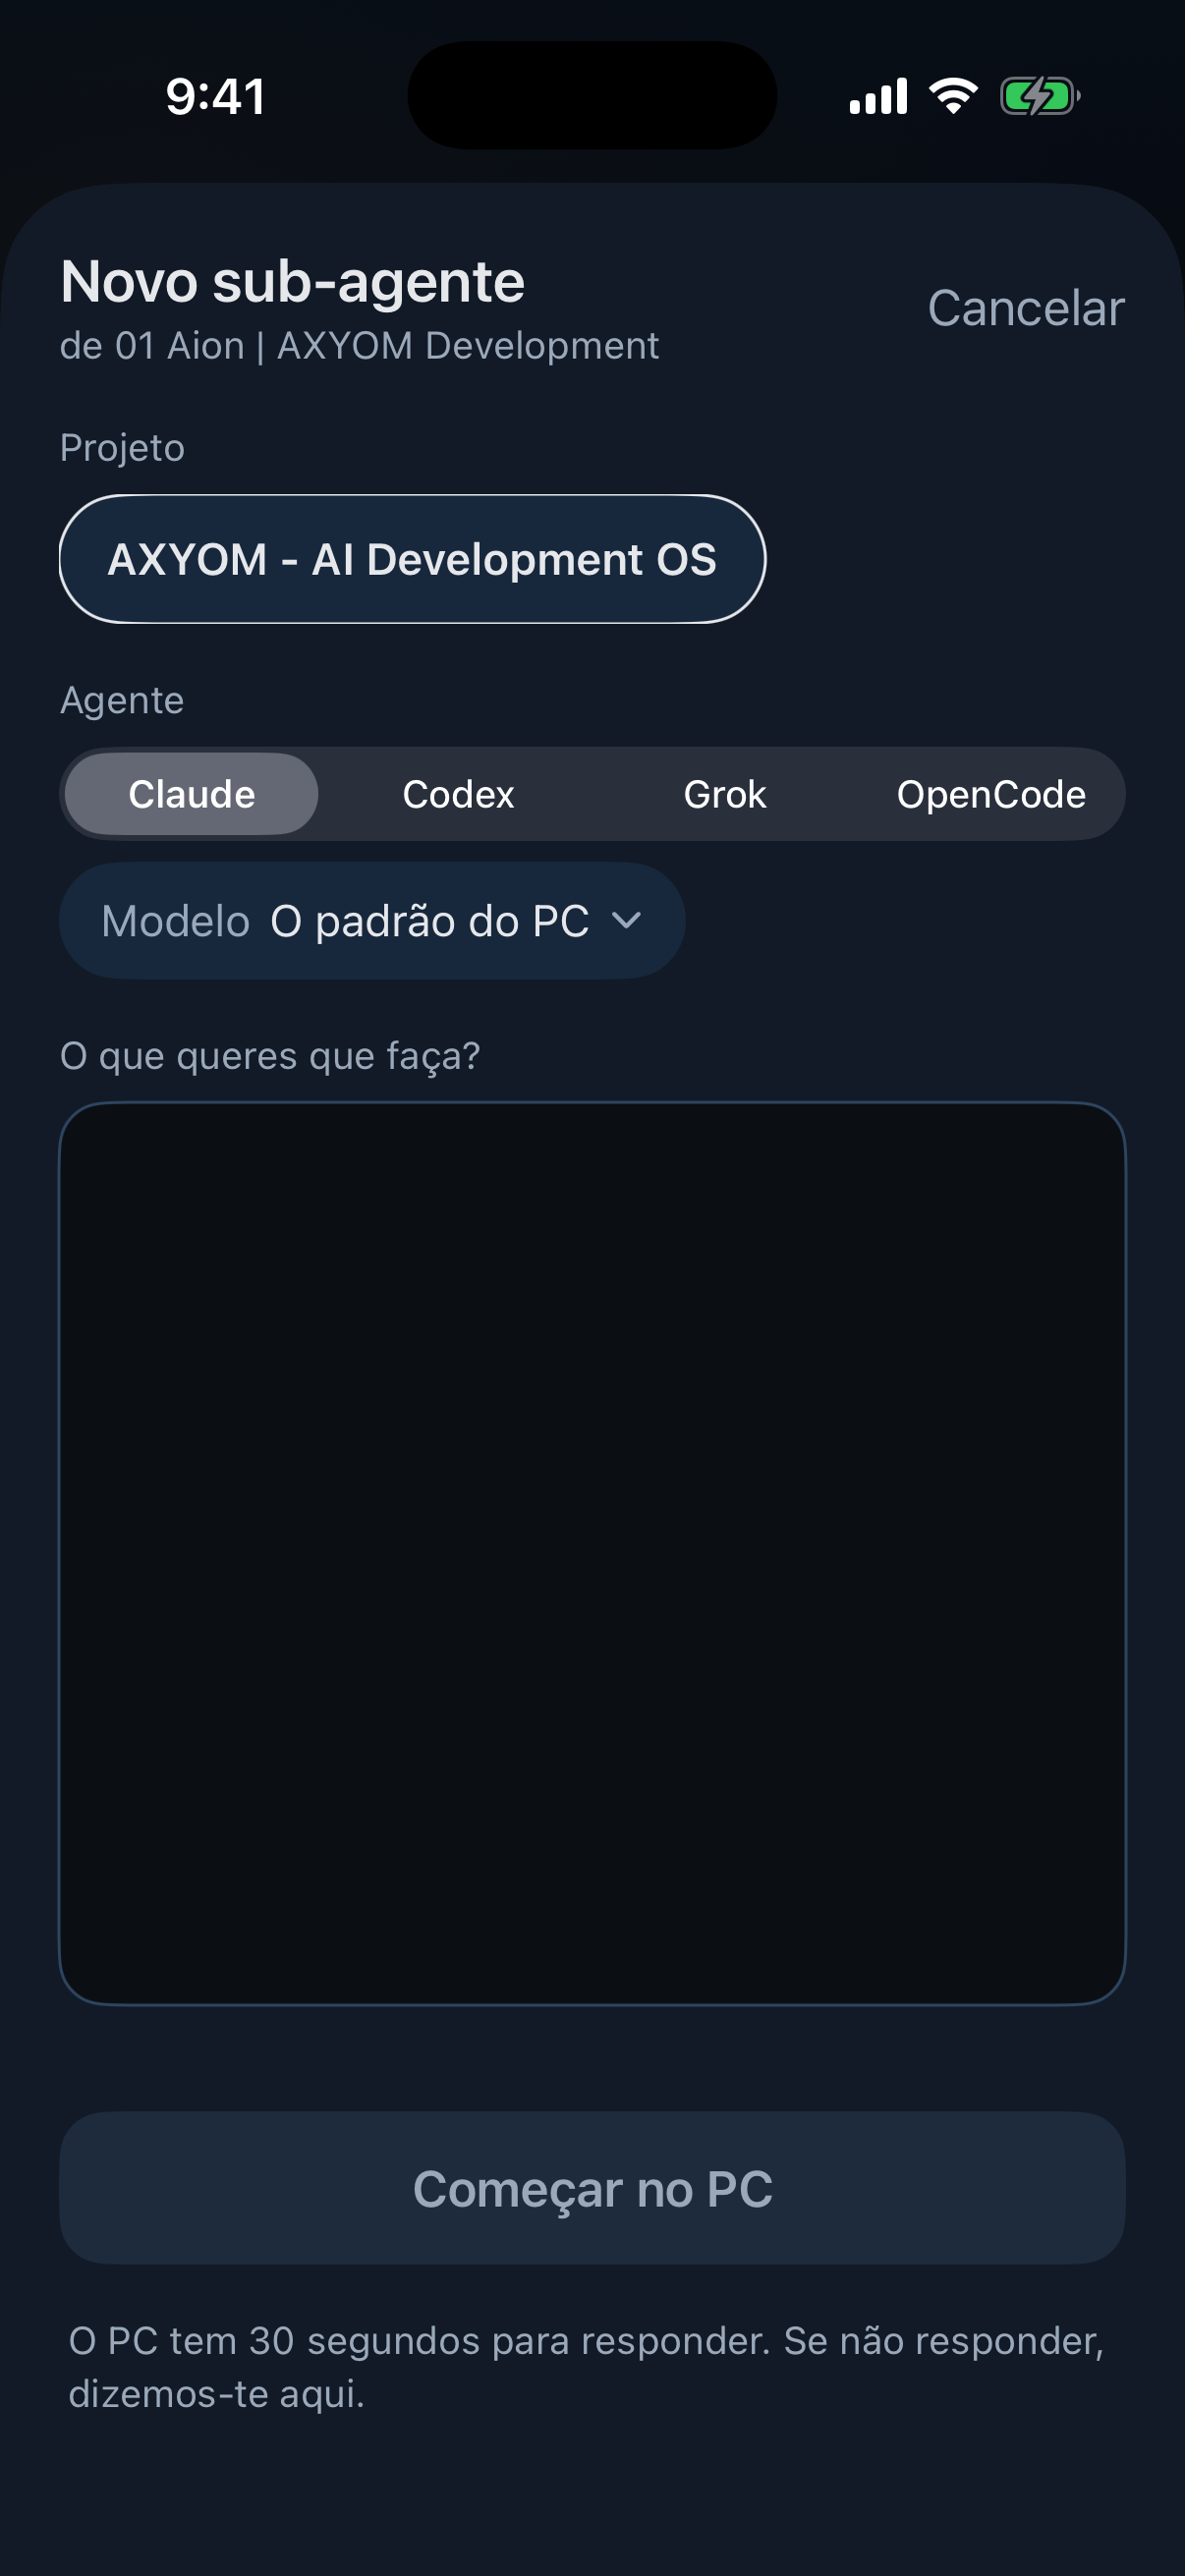 9:41
Novo sub-agente
Cancelar
de 01 Aion | AXYOM Development
Projeto
AXYOM - AI Development OS
Agente
Claude Codex Grok OpenCode
Modelo O padrão do PC
O que queres que faça?
Começar no PC
O PC tem 30 segundos para responder. Se não responder,
dizemos-te aqui.